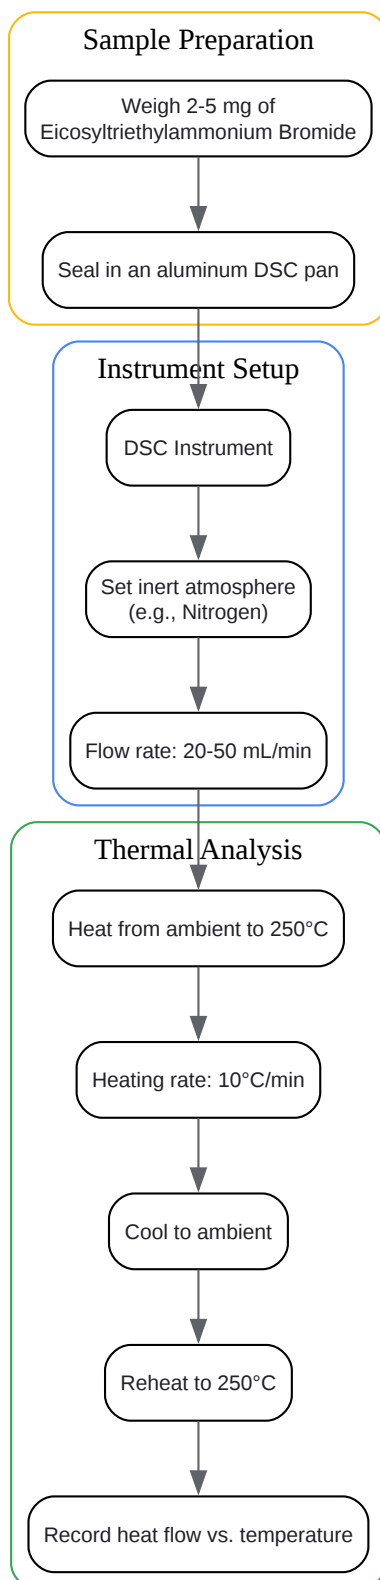 Sample Preparation
Weigh 2-5 mg of
Eicosyltriethylammonium Bromide
Seal in an aluminum DSC pan
Instrument Setup
DSC Instrument
Set inert atmosphere
(e.g., Nitrogen)
Flow rate: 20-50 mL/min
Thermal Analysis
Heat from ambient to 250°C
Heating rate: 10°C/min
Cool to ambient
Reheat to 250°C
Record heat flow vs. temperature